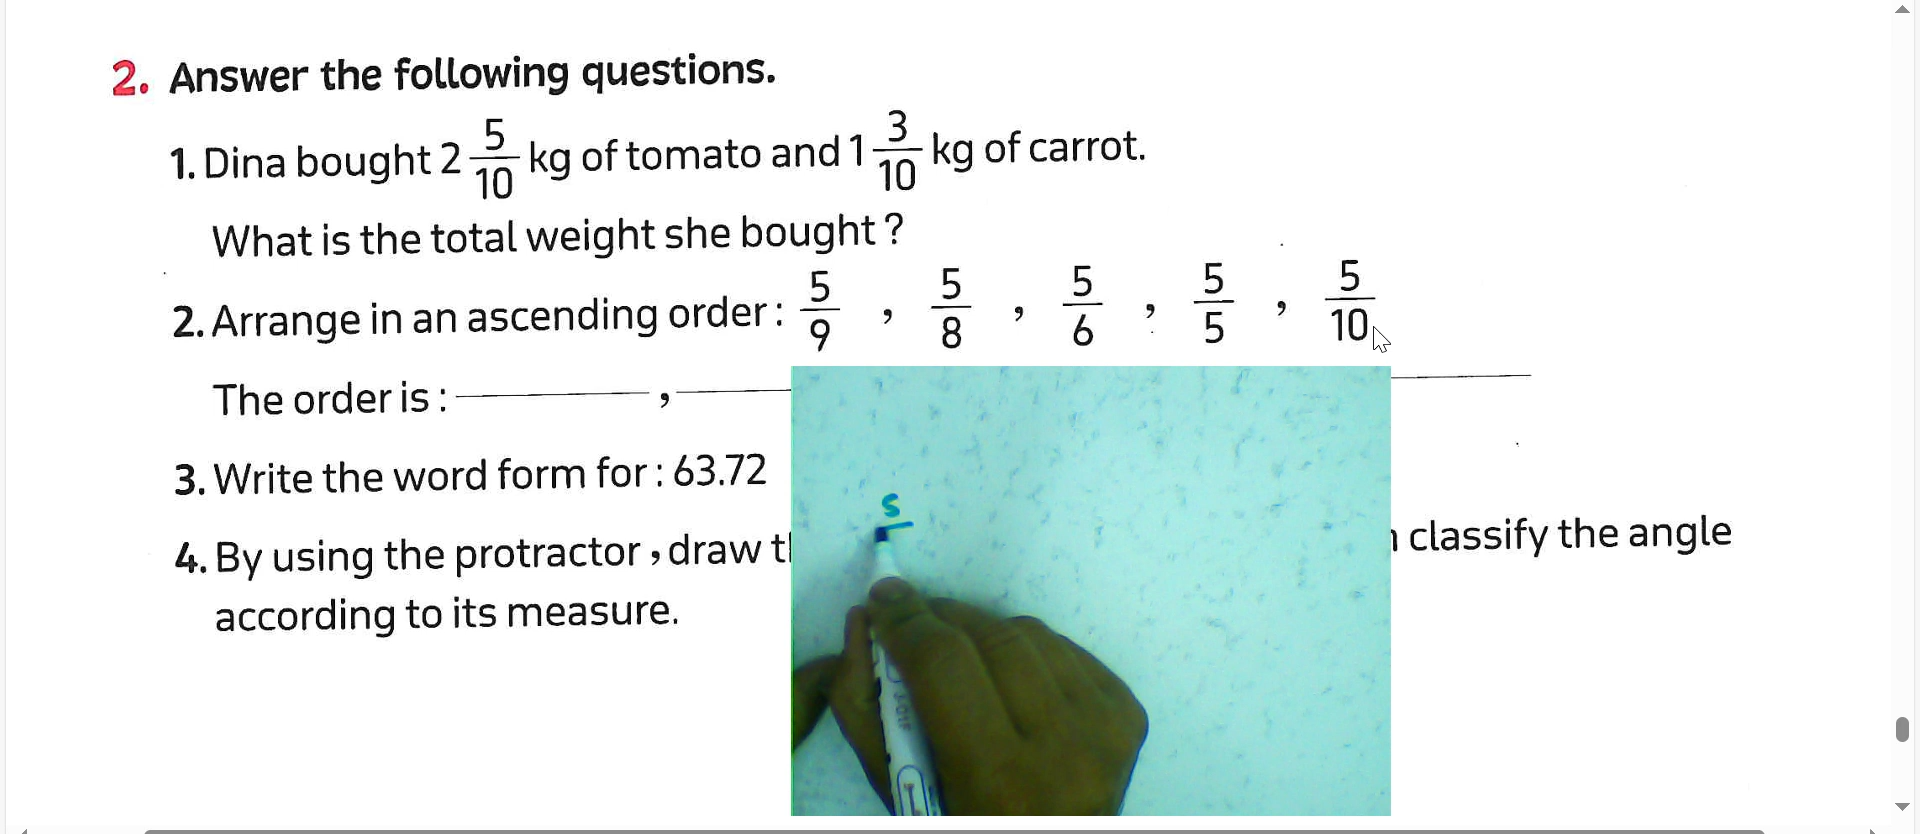 2. Answer the following questions.
1. Dina bought 2 5/10 kg of tomato and 1 3/10 kg of carrot.
What is the total weight she bought ?
2. Arrange in an ascending order : 5/9 , 5/8 , 5/6 , 5/5 , 5/10
The order is : ,
3. Write the word form for : 63.72
4. By using the protractor , draw classify the angle
according to its measure.
5